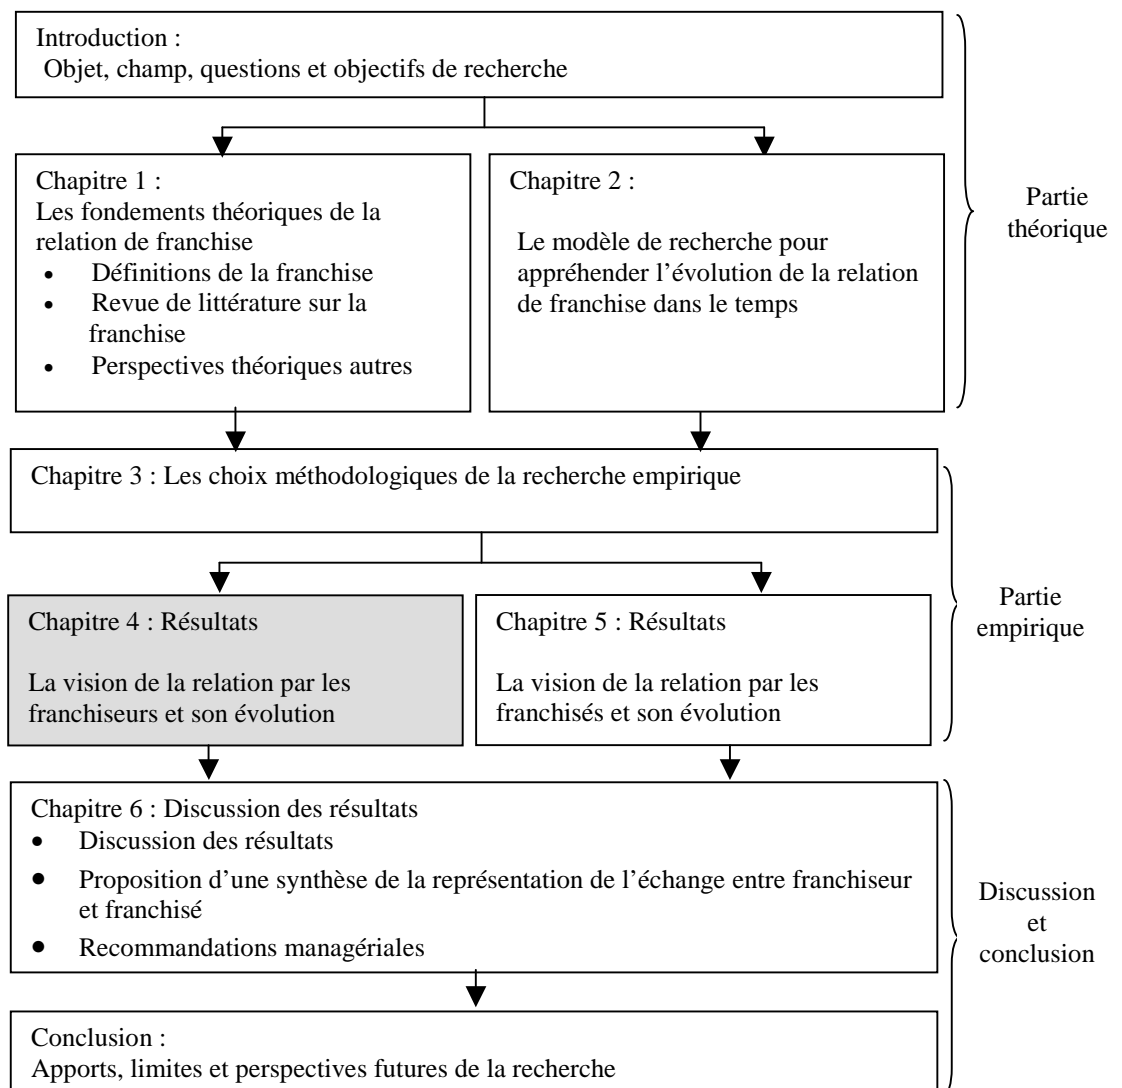 Introduction :
Objet, champ, questions et objectifs de recherche
Chapitre 1 :
Les fondements théoriques de la
relation de franchise
• Définitions de la franchise
• Revue de littérature sur la
franchise
• Perspectives théoriques autres
Chapitre 2 :
Le modèle de recherche pour
appréhender l’évolution de la relation
de franchise dans le temps
Partie
théorique
Chapitre 3 : Les choix méthodologiques de la recherche empirique
Chapitre 4 : Résultats
La vision de la relation par les
franchiseurs et son évolution
Chapitre 5 : Résultats
La vision de la relation par les
franchisés et son évolution
Partie
empirique
Chapitre 6 : Discussion des résultats
• Discussion des résultats
• Proposition d’une synthèse de la représentation de l’échange entre franchiseur
et franchisé
• Recommandations managériales
Discussion
et
conclusion
Conclusion :
Apports, limites et perspectives futures de la recherche